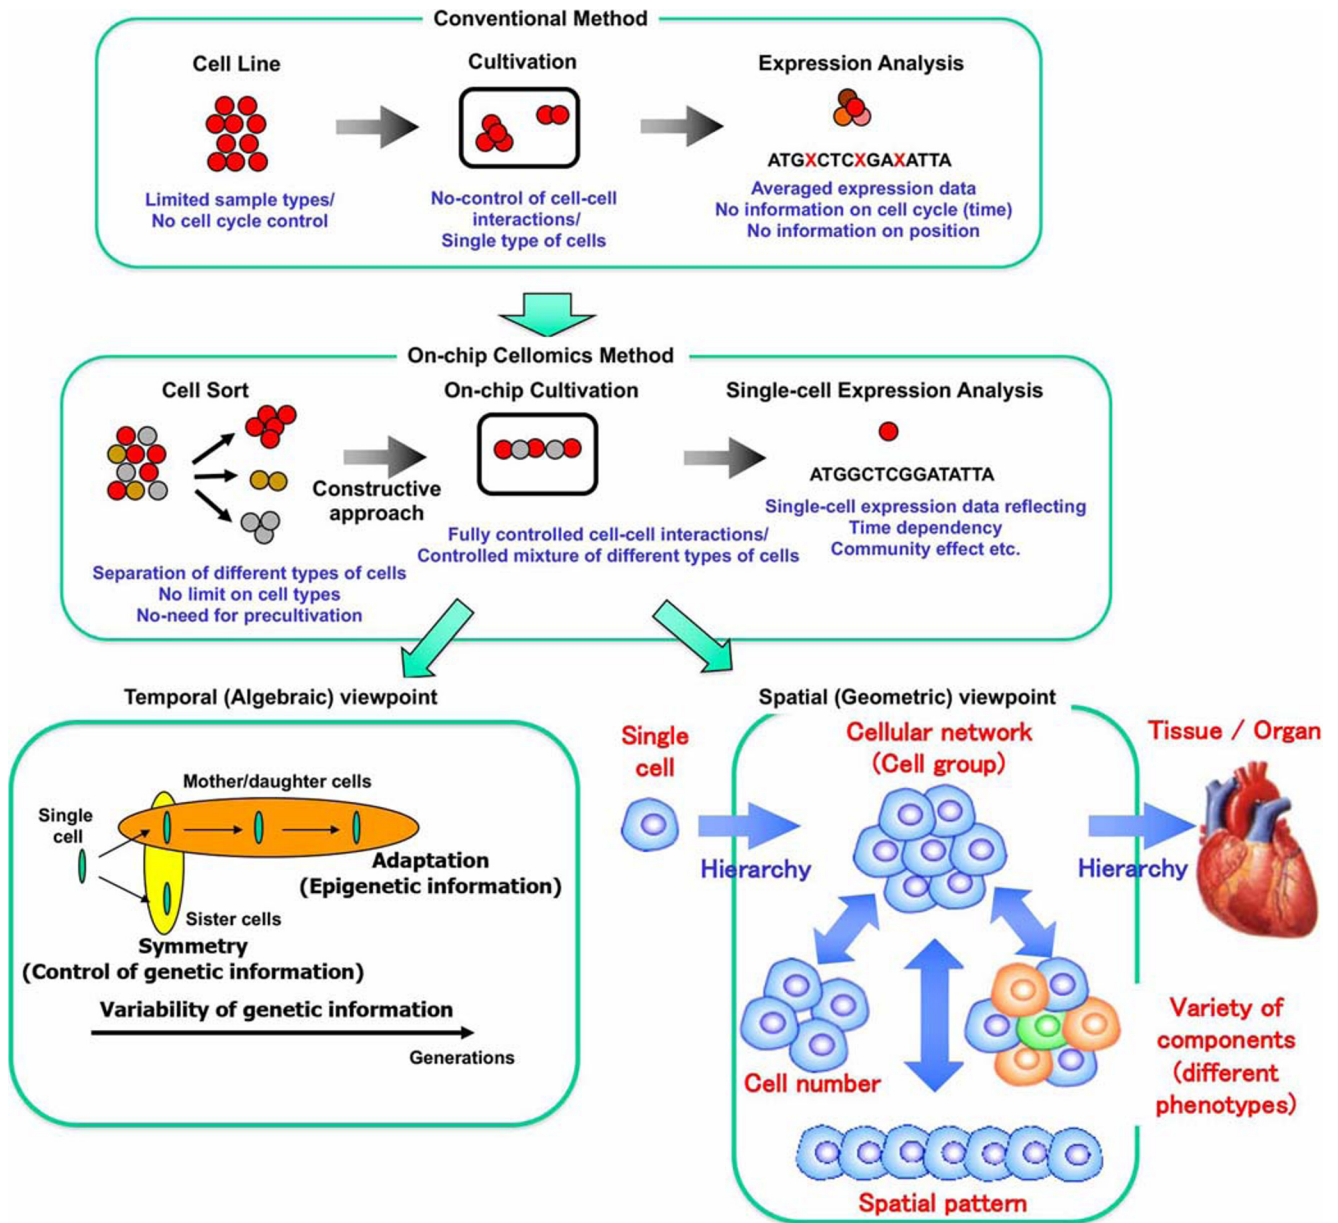 Conventional Method
Cell Line
Cultivation
Expression Analysis
ATGXCTCXGAXATTA
Limited sample types/
No cell cycle control
No-control of cell-cell
interactions/
Single type of cells
Averaged expression data
No information on cell cycle (time)
No information on position
On-chip Cellomics Method
Cell Sort
On-chip Cultivation
Single-cell Expression Analysis
Constructive
approach
ATGGCTCGGATATTA
Separation of different types of cells
No limit on cell types
No-need for precultivation
Fully controlled cell-cell interactions/
Controlled mixture of different types of cells
Single-cell expression data reflecting
Time dependency
Community effect etc.
Temporal (Algebraic) viewpoint
Mother/daughter cells
Single
cell
Adaptation
(Epigenetic information)
Sister cells
Symmetry
(Control of genetic information)
Variability of genetic information
Generations
Spatial (Geometric) viewpoint
Single
cell
Cellular network
(Cell group)
Tissue / Organ
Hierarchy
Hierarchy
Cell number
Variety of
components
(different
phenotypes)
Spatial pattern